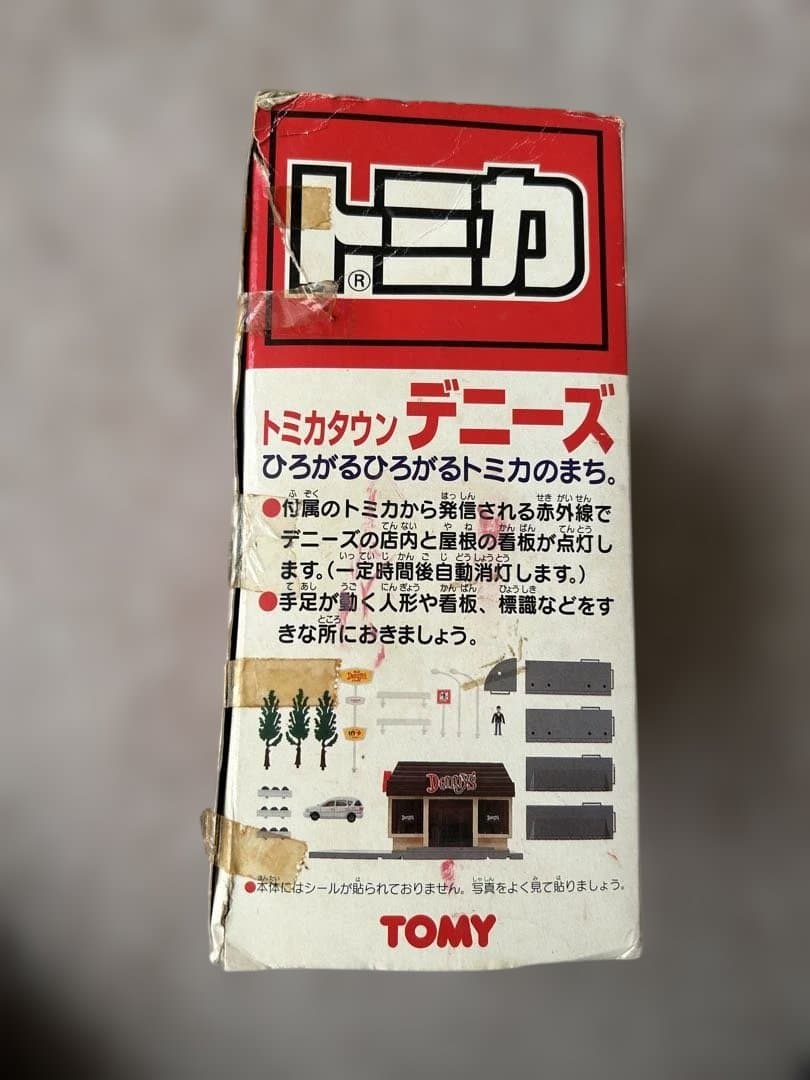 トミカ®
トミカタウン デニーズ
ひろがるひろがるトミカのまち。
●付属のトミカから発信される赤外線で
デニーズの店内と屋根の看板が点灯し
ます。(一定時間後自動消灯します。)
●手足が動く人形や看板、標識などをす
きな所におきましょう。
Denny's
Denny's
●本体にはシールが貼られておりません。写真をよく見て貼りましょう。
TOMY